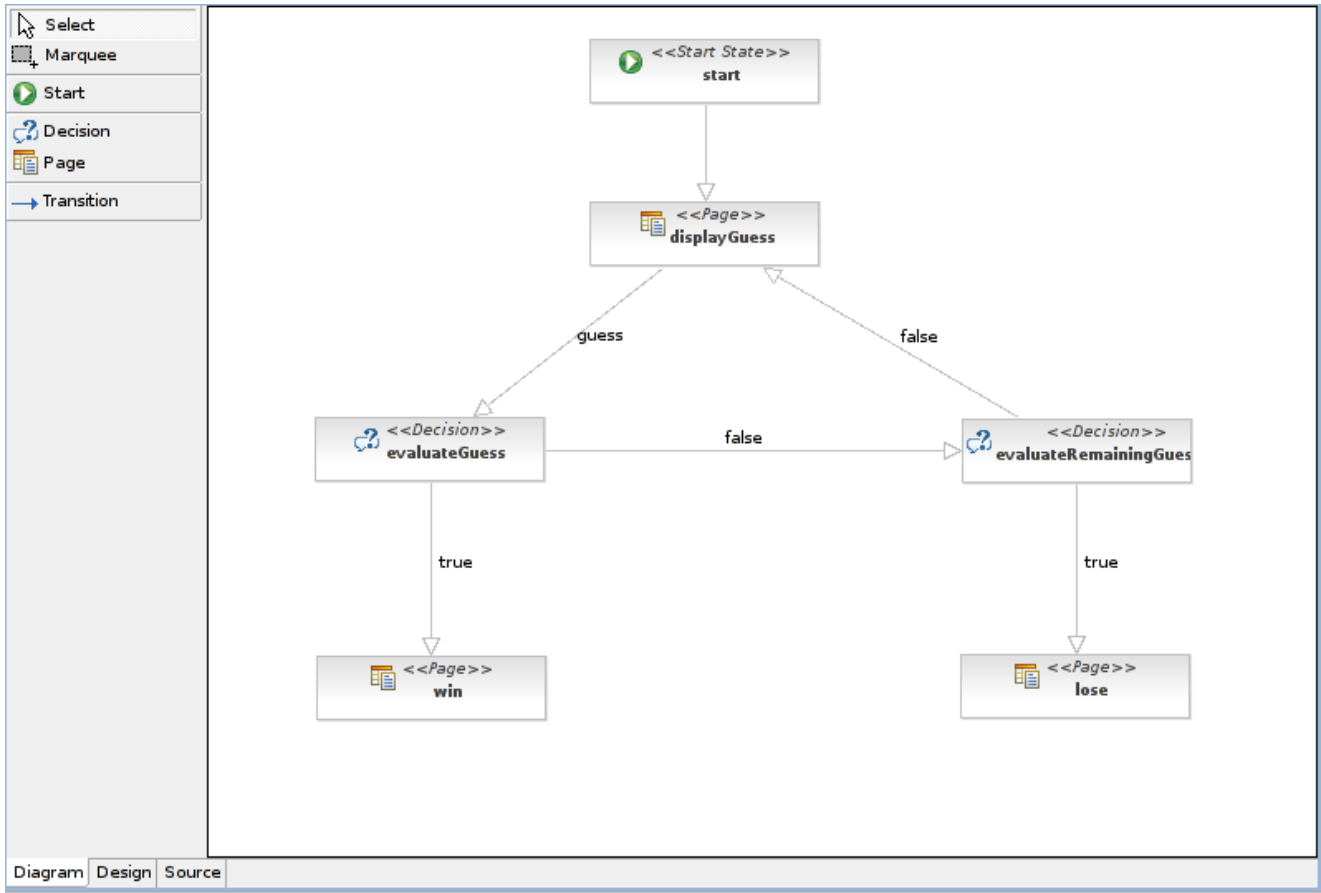 Select
Marquee
Start
Decision
Page
Transition
<<Start State>>
start
<<Page>>
displayGuess
guess
false
<<Decision>>
evaluateGuess
false
<<Decision>>
evaluateRemainingGues
true
true
<<Page>>
win
<<Page>>
lose
Diagram
Design
Source